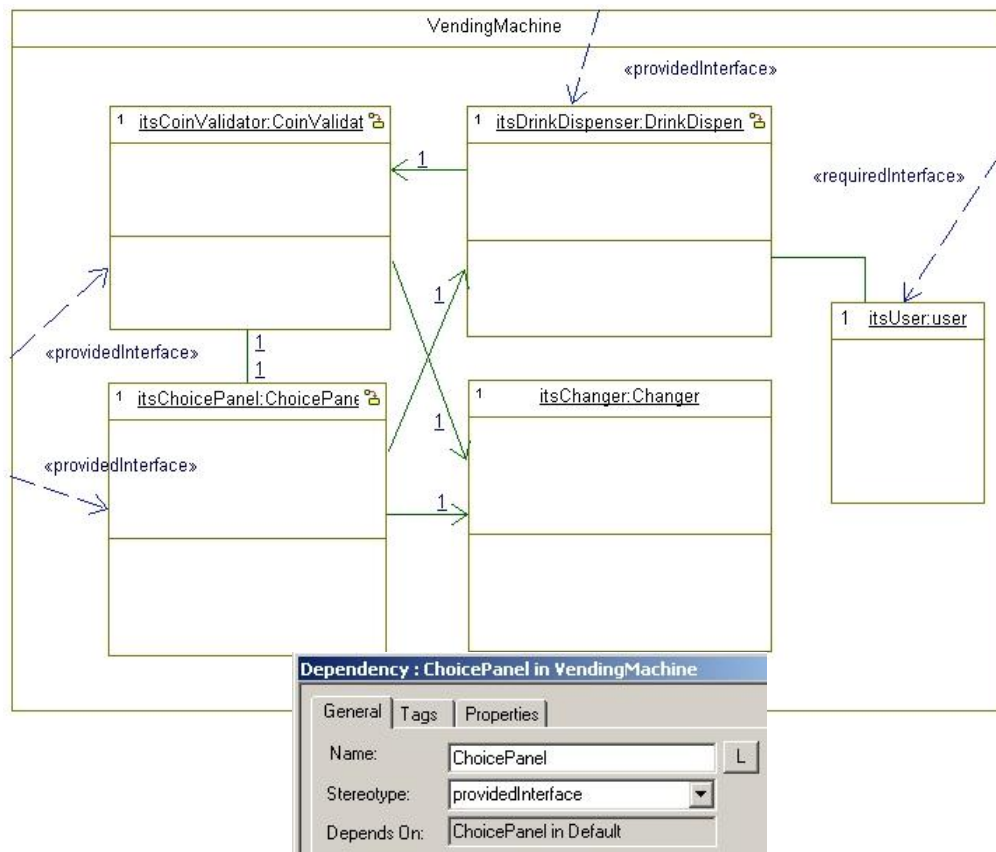 VendingMachine
«providedInterface»
1 itsCoinValidator:CoinValidat
1 itsDrinkDispenser:DrinkDispen
1
«requiredInterface»
1
1 itsUser:user
«providedInterface»
1
1
1 itsChoicePanel:ChoicePane
1 itsChanger:Changer
1
«providedInterface»
1
Dependency : ChoicePanel in VendingMachine
General Tags Properties
Name: ChoicePanel L
Stereotype: providedInterface
Depends On: ChoicePanel in Default